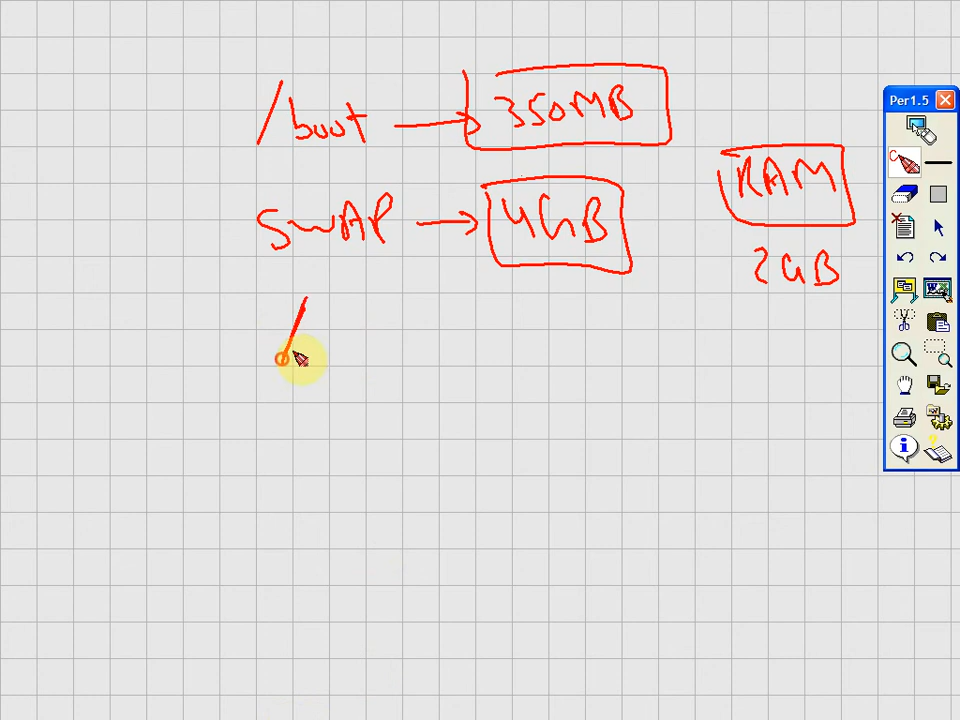 /boot → 350MB
SWAP → 4GB
RAM
2GB
/
Per1.5